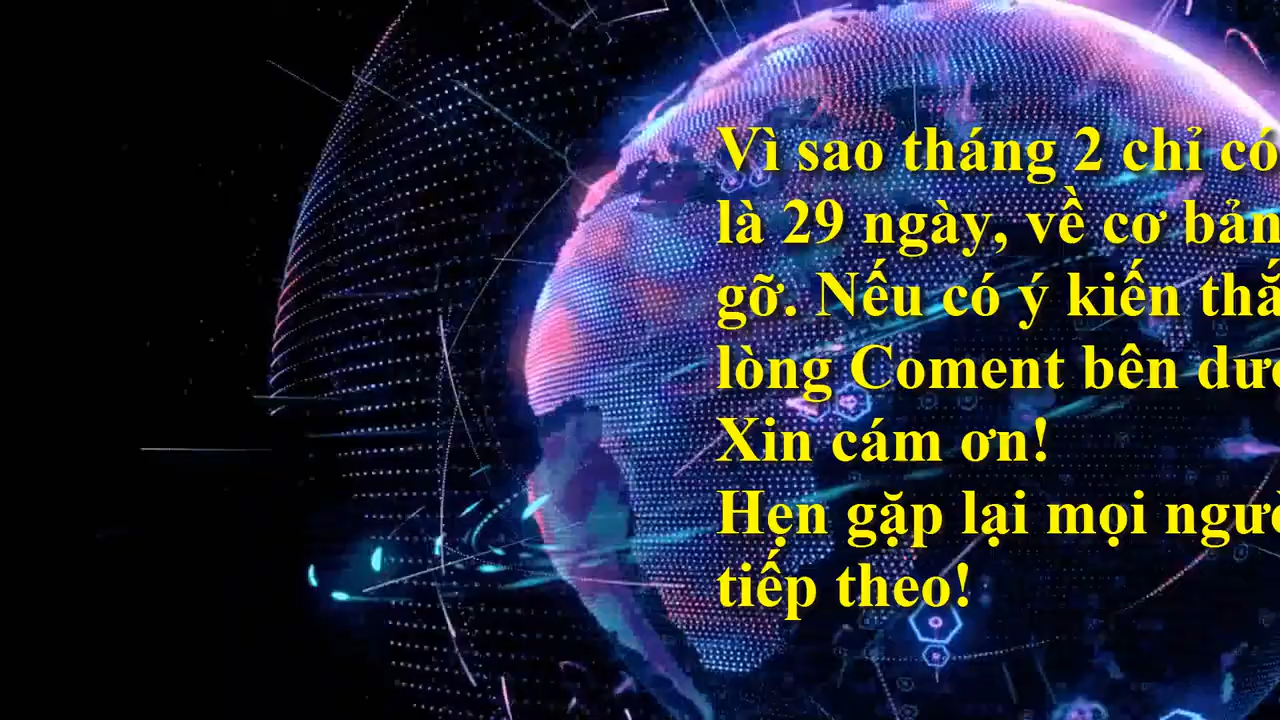 Vì sao tháng 2 chỉ có
là 29 ngày, về cơ bản
gỡ. Nếu có ý kiến
lòng Coment bên
Xin cám ơn!
Hẹn gặp lại mọi
tiếp theo!